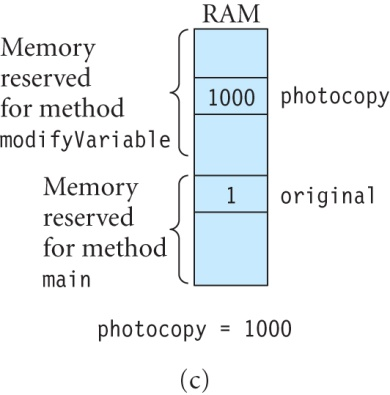 RAM
Memory
reserved
for method
modifyVariable
1000
photocopy
Memory
reserved
for method
main
1
original
photocopy = 1000
(c)